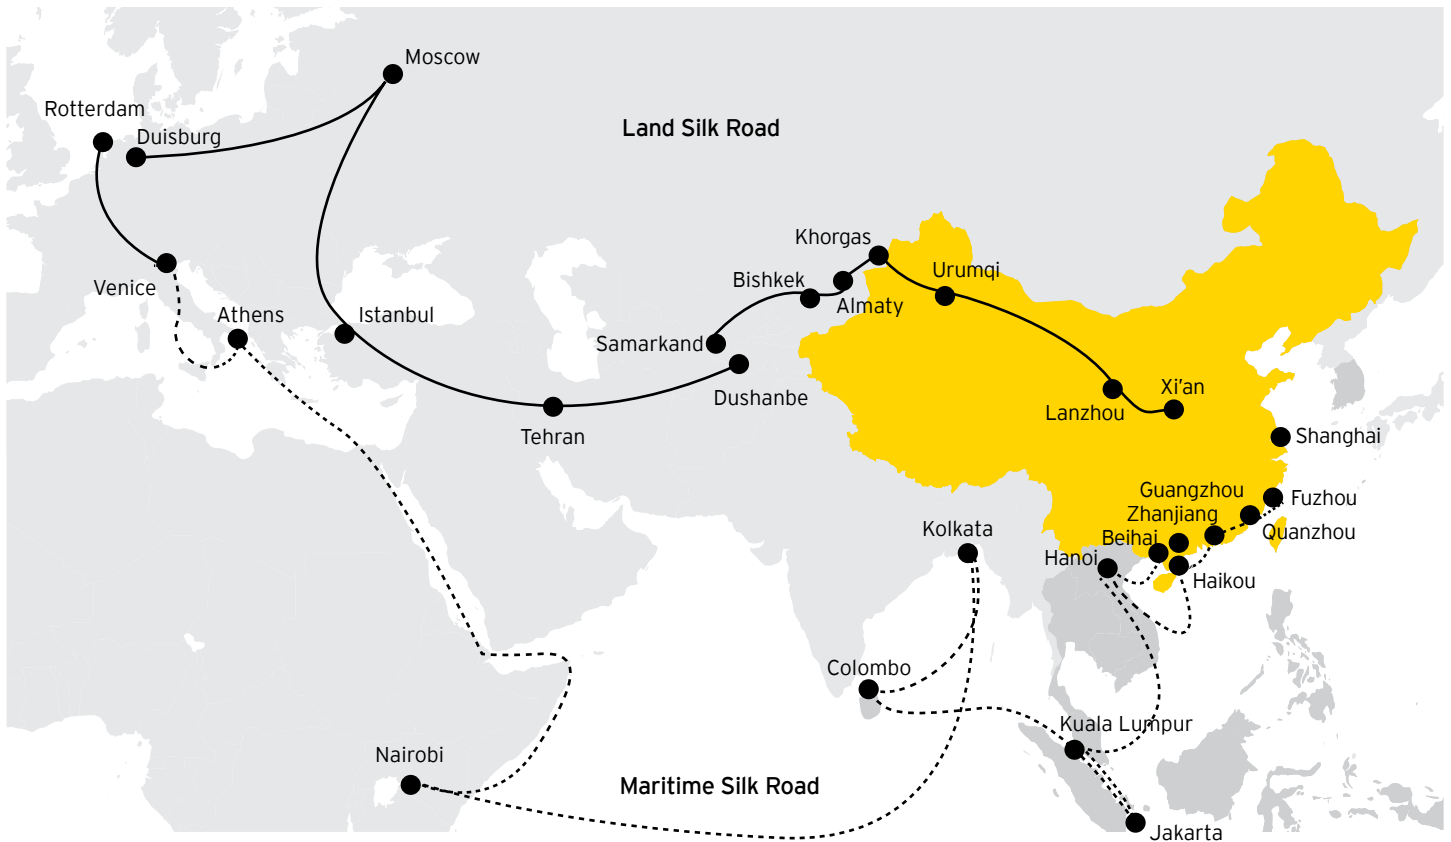 Moscow
Rotterdam
Land Silk Road
Duisburg
Khorgas
Urumqi
Bishkek
Venice
Almaty
Athens
Istanbul
Samarkand
Xi'an
Dushanbe
Lanzhou
Tehran
Shanghai
Guangzhou
Fuzhou
Zhanjiang
Kolkata
Quanzhou
Beihai
Hanoi
Haikou
Colombo
Kuala Lumpur
Nairobi
Maritime Silk Road
Jakarta